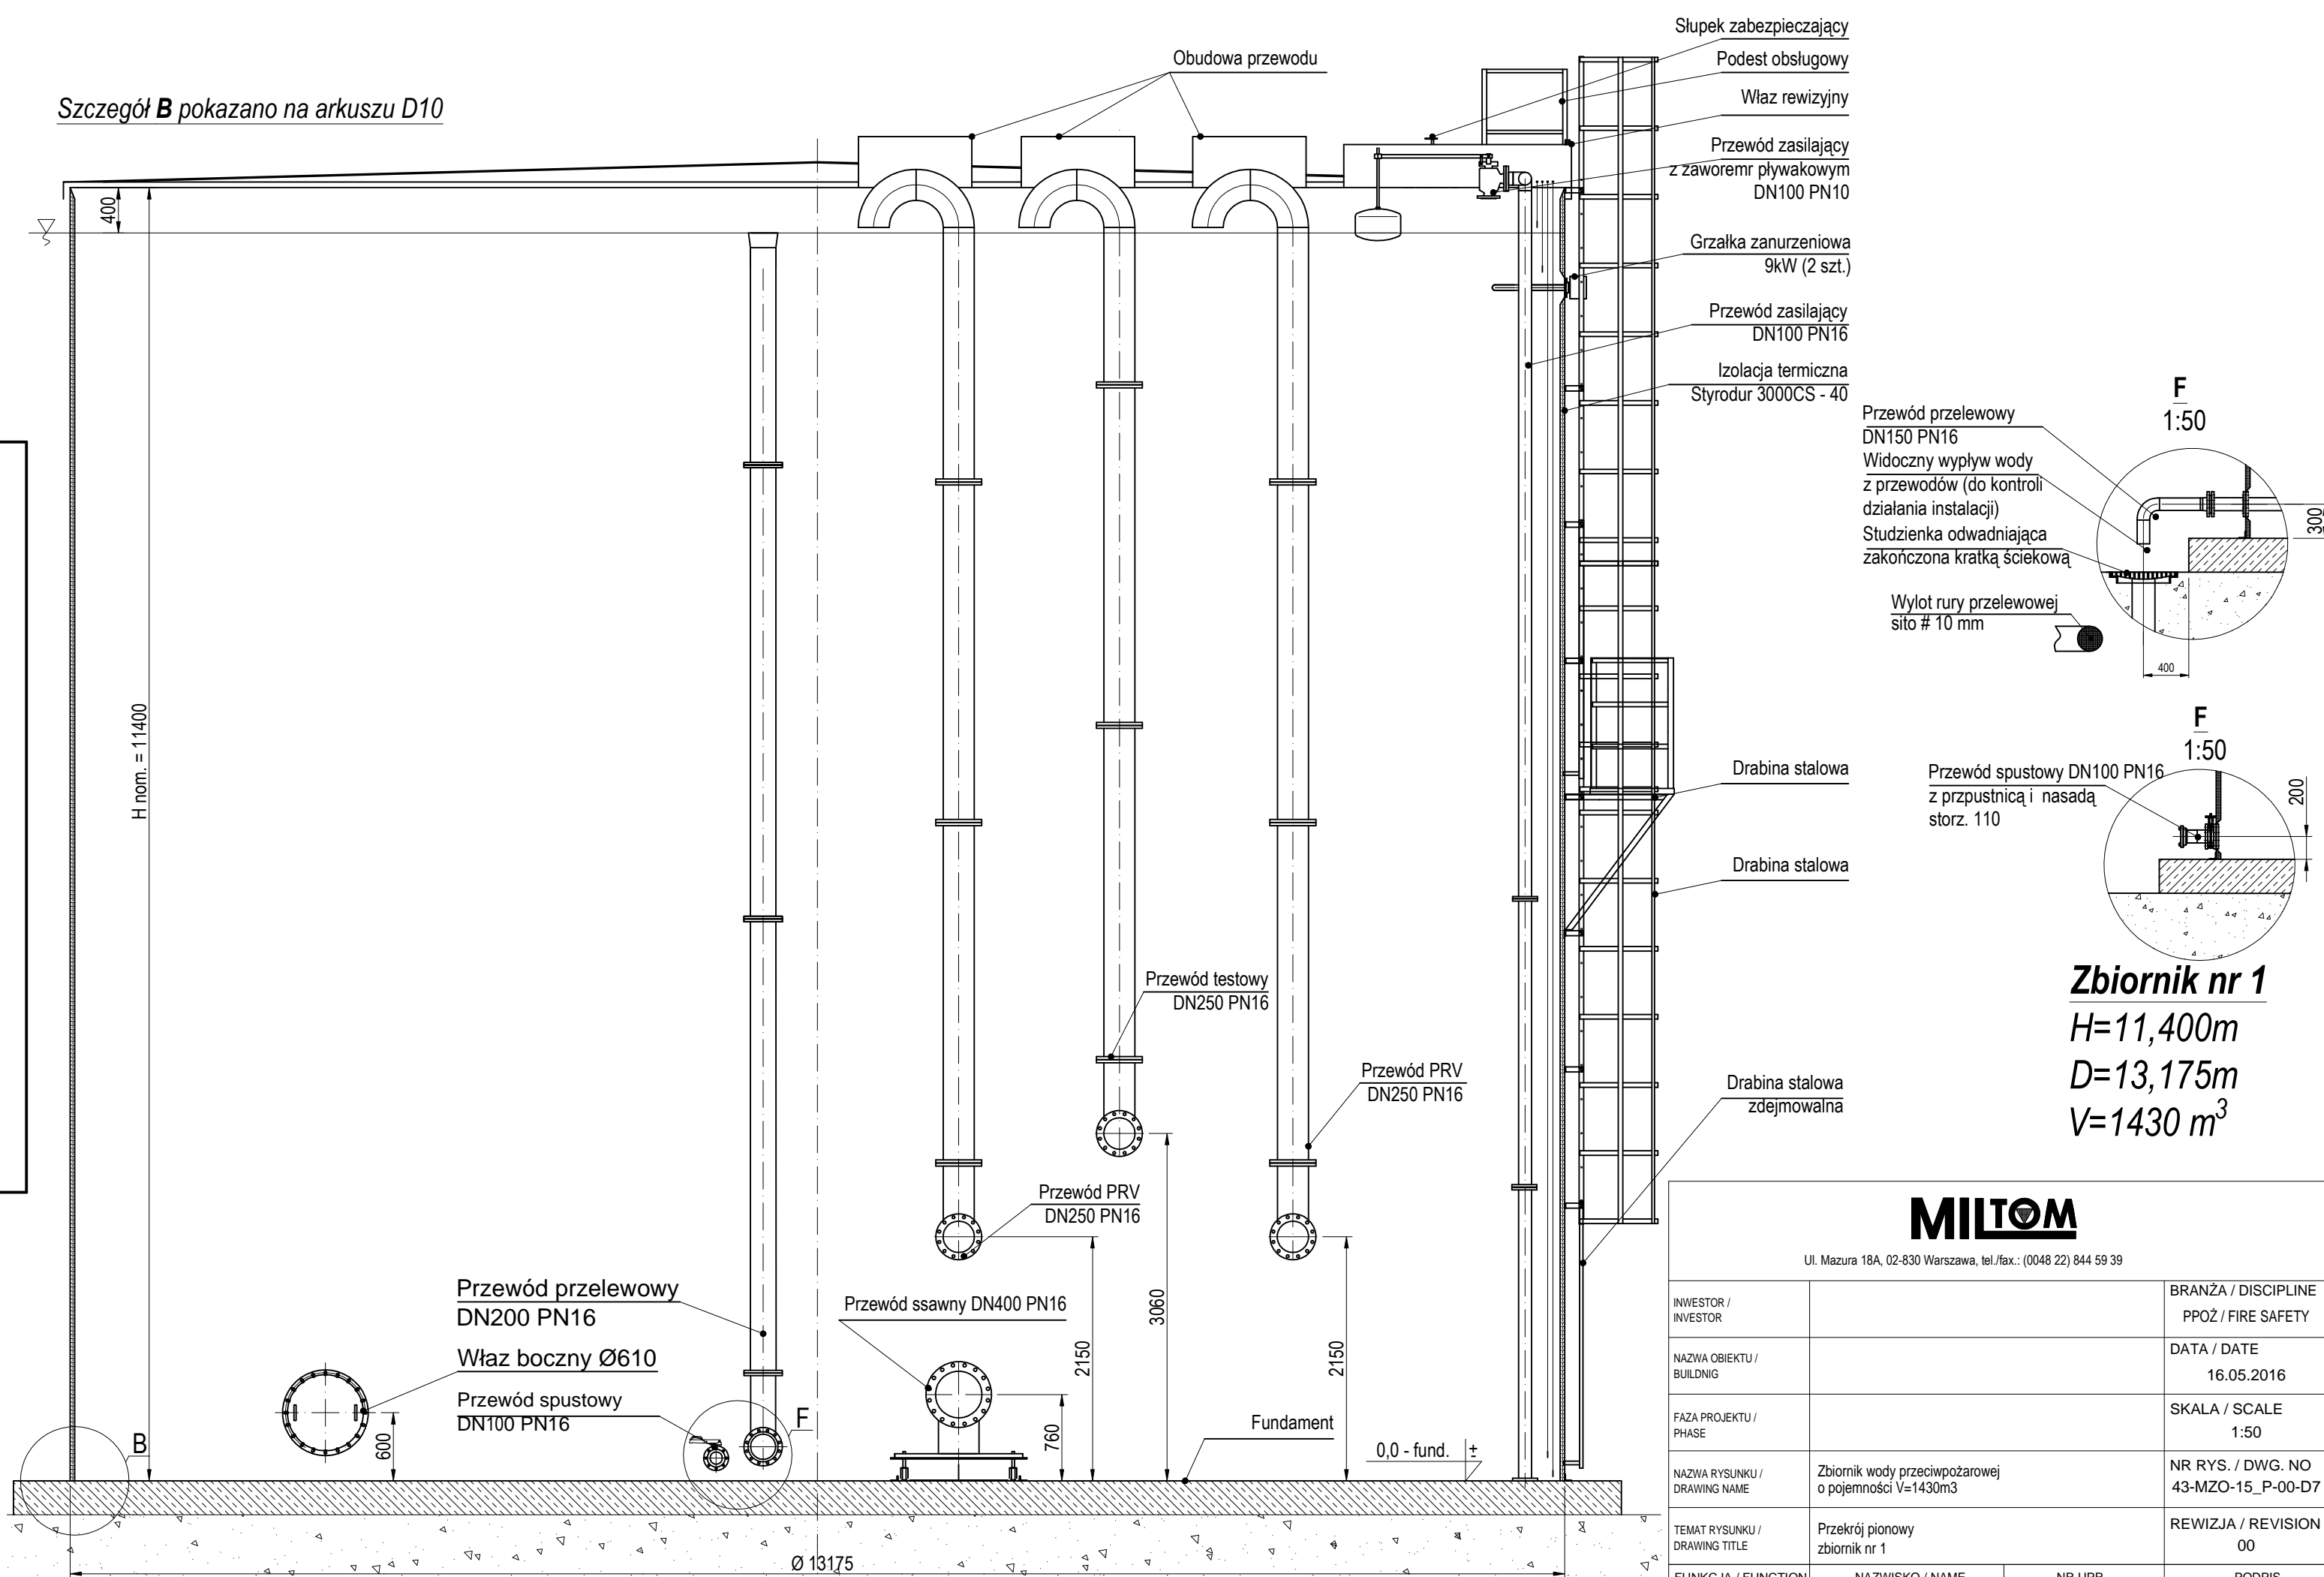 Szczegół B pokazano na arkuszu D10
Obudowa przewodu
Słupek zabezpieczający
Podest obsługowy
Właz rewizyjny
Przewód zasilający
z zaworemr pływakowym
DN100 PN10
Grzałka zanurzeniowa
9kW (2 szt.)
Przewód zasilający
DN100 PN16
Izolacja termiczna
Styrodur 3000CS - 40
400
H nom. = 11400
F
1:50
Przewód przelewowy
DN150 PN16
Widoczny wypływ wody
z przewodów (do kontroli
działania instalacji)
Studzienka odwadniająca
zakończona kratką ściekową
300
Wylot rury przelewowej
sito # 10 mm
400
F
1:50
Przewód spustowy DN100 PN16
z przpustnicą i nasadą
storz. 110
200
Drabina stalowa
Drabina stalowa
Drabina stalowa
zdejmowalna
Przewód testowy
DN250 PN16
Przewód PRV
DN250 PN16
Przewód PRV
DN250 PN16
Przewód przelewowy
DN200 PN16
Właz boczny Ø610
Przewód spustowy
DN100 PN16
Przewód ssawny DN400 PN16
Fundament
0,0 - fund.
±
B
F
600
760
2150
3060
2150
Ø 13175
Zbiornik nr 1
H=11,400m
D=13,175m
V=1430 m³
MILTOM
Ul. Mazura 18A, 02-830 Warszawa, tel./fax.: (0048 22) 844 59 39
INWESTOR /
INVESTOR
BRANŻA / DISCIPLINE
PPOŻ / FIRE SAFETY
NAZWA OBIEKTU /
BUILDNIG
DATA / DATE
16.05.2016
FAZA PROJEKTU /
PHASE
SKALA / SCALE
1:50
NAZWA RYSUNKU /
DRAWING NAME
Zbiornik wody przeciwpożarowej
o pojemności V=1430m3
NR RYS. / DWG. NO
43-MZO-15_P-00-D7
TEMAT RYSUNKU /
DRAWING TITLE
Przekrój pionowy
zbiornik nr 1
REWIZJA / REVISION
00
FUNKCJA / FUNCTION
NAZWISKO / NAME
NR UPR.
PODPIS